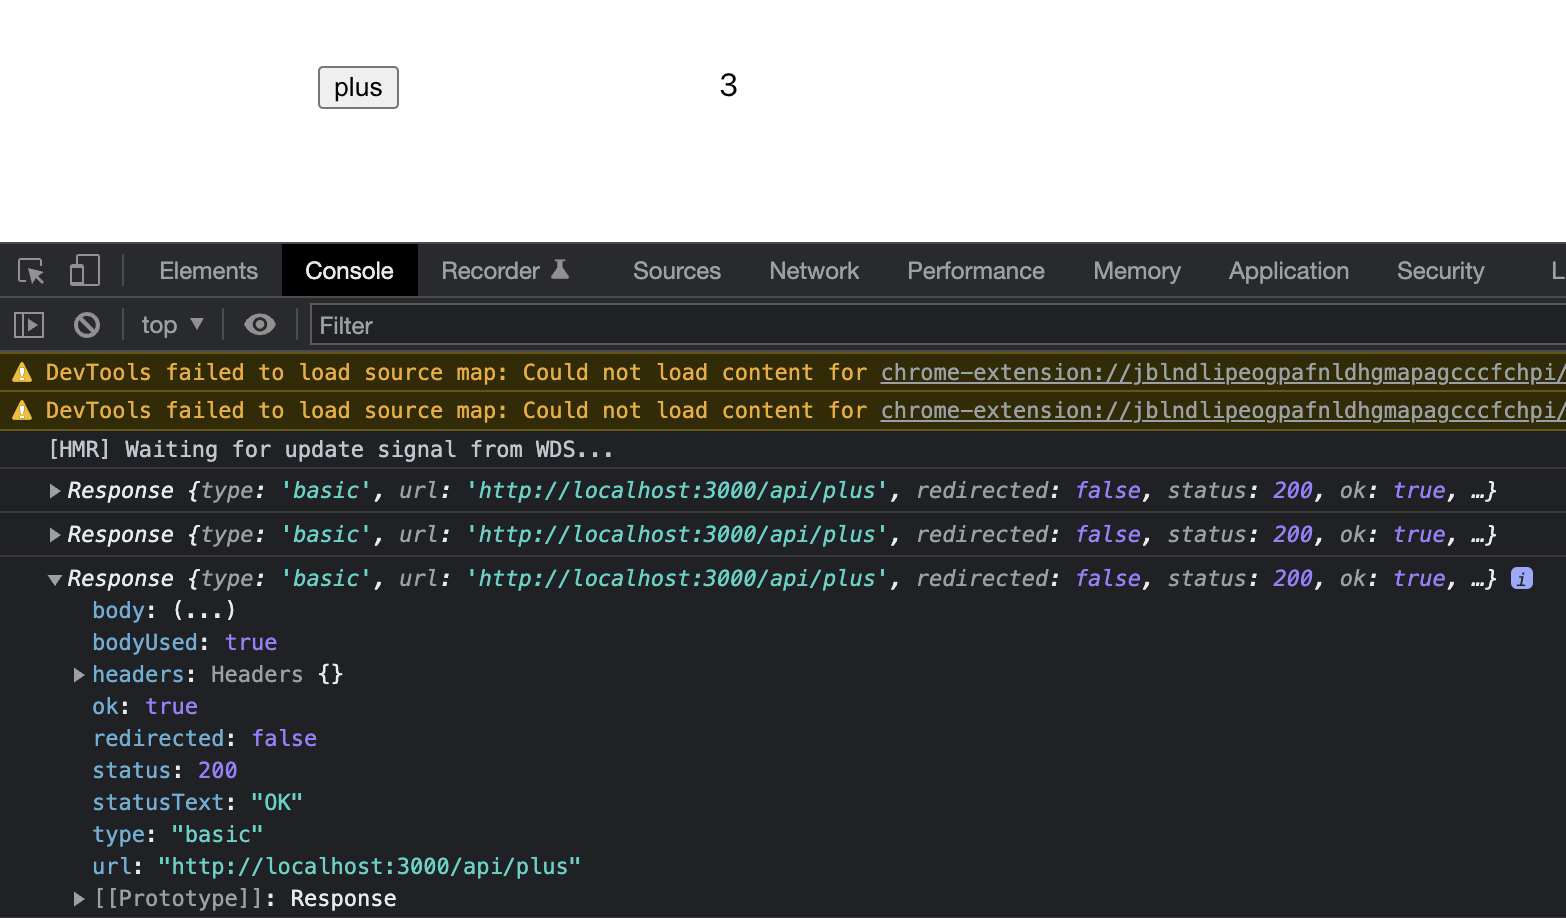 plus 3
Elements Console Recorder Sources Network Performance Memory Application Security L
top ▼ Filter
DevTools failed to load source map: Could not load content for chrome-extension://jblndlipeogpafnldhgmapagcccfchpi/
DevTools failed to load source map: Could not load content for chrome-extension://jblndlipeogpafnldhgmapagcccfchpi/
[HMR] Waiting for update signal from WDS...
▶Response {type: 'basic', url: 'http://localhost:3000/api/plus', redirected: false, status: 200, ok: true, …}
▶Response {type: 'basic', url: 'http://localhost:3000/api/plus', redirected: false, status: 200, ok: true, …}
▼Response {type: 'basic', url: 'http://localhost:3000/api/plus', redirected: false, status: 200, ok: true, …} i
body: (...)
bodyUsed: true
▶headers: Headers {}
ok: true
redirected: false
status: 200
statusText: "OK"
type: "basic"
url: "http://localhost:3000/api/plus"
▶[[Prototype]]: Response